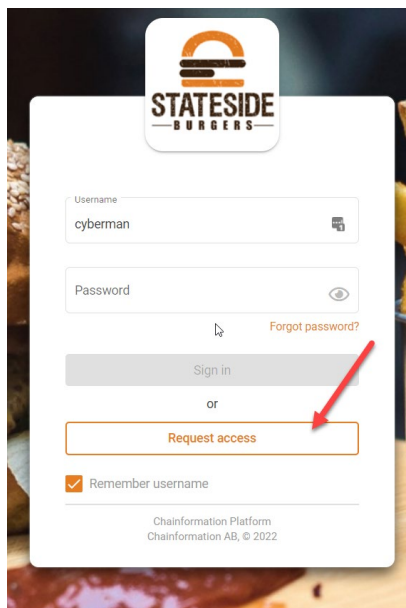 STATESIDE
BURGERS
Username
cyberman
Password
Forgot password?
Sign in
or
Request access
Remember username
Chainformation Platform
Chainformation AB, © 2022